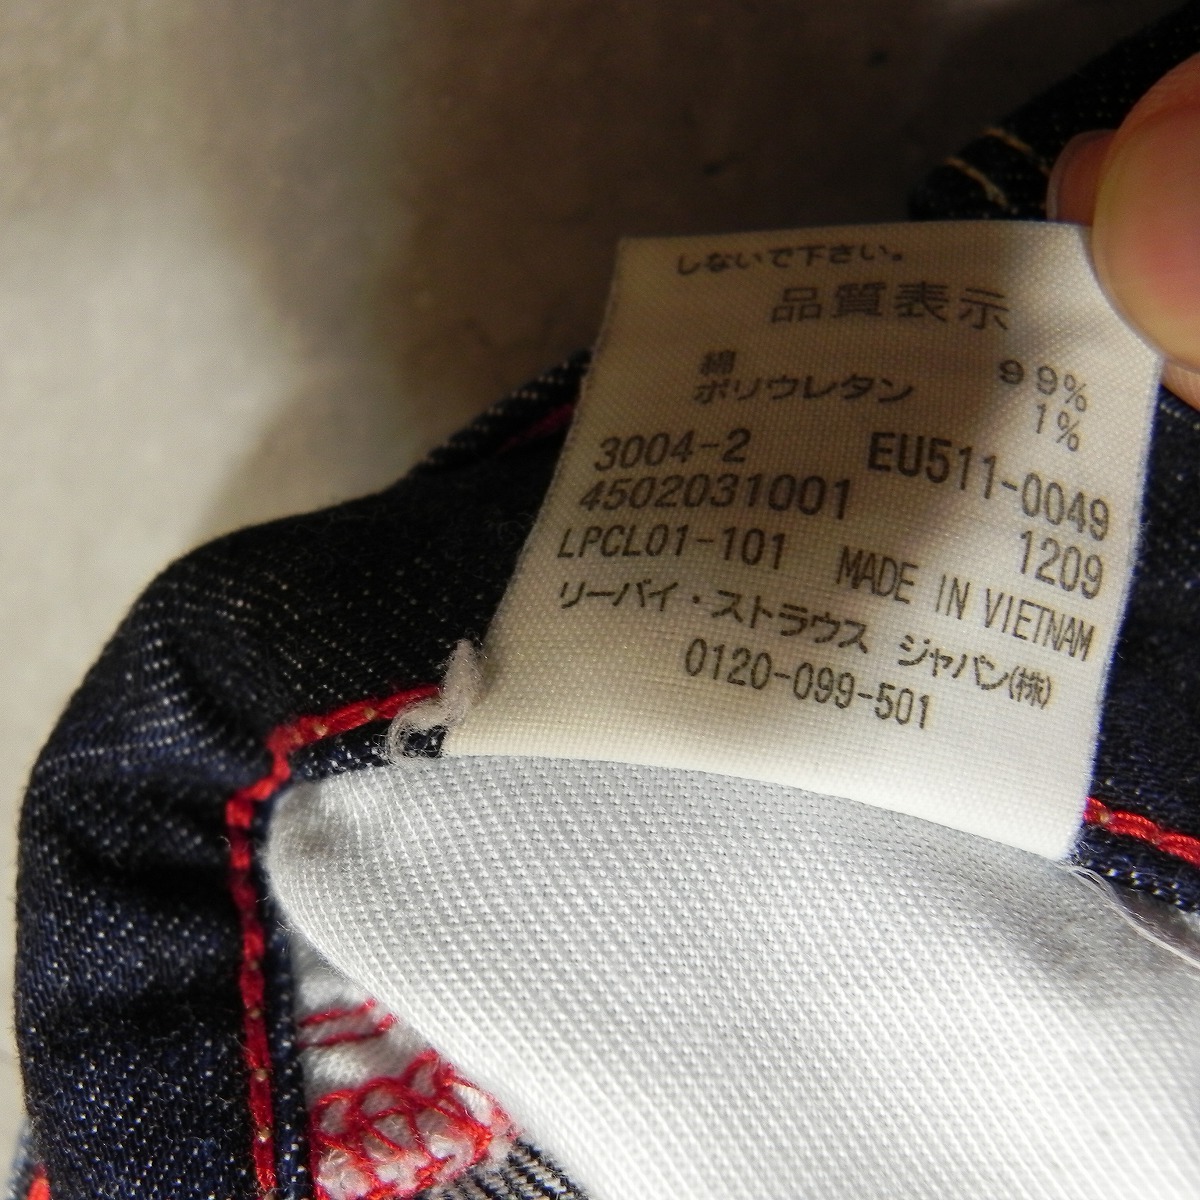 しないで下さい。
品質表示
綿 99%
ポリウレタン 1%
3004-2 EU511-0049
4502031001 1209
LPCL01-101 MADE IN VIETNAM
リーバイ・ストラウス ジャパン(株)
0120-099-501